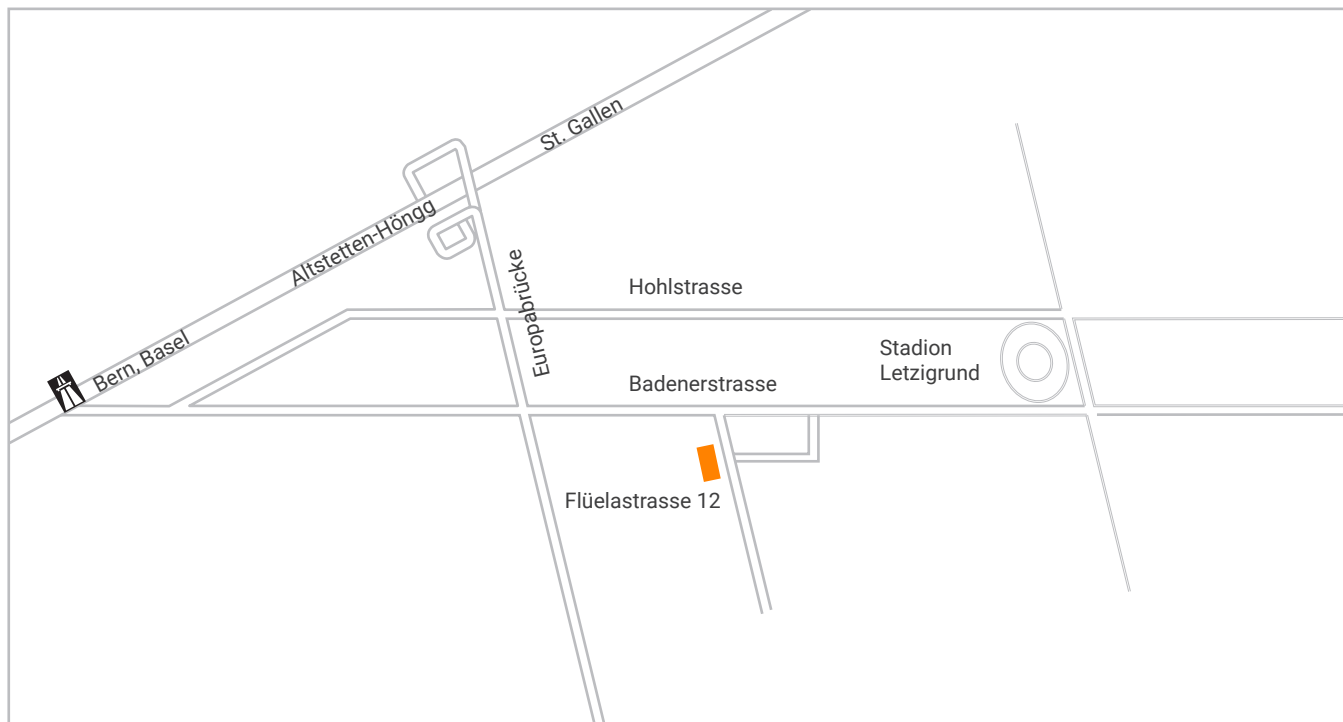 St. Gallen
Altstetten-Höngg
Europabrücke
Hohlstrasse
Bern, Basel
Stadion
Letzigrund
Badenerstrasse
Flüelastrasse 12